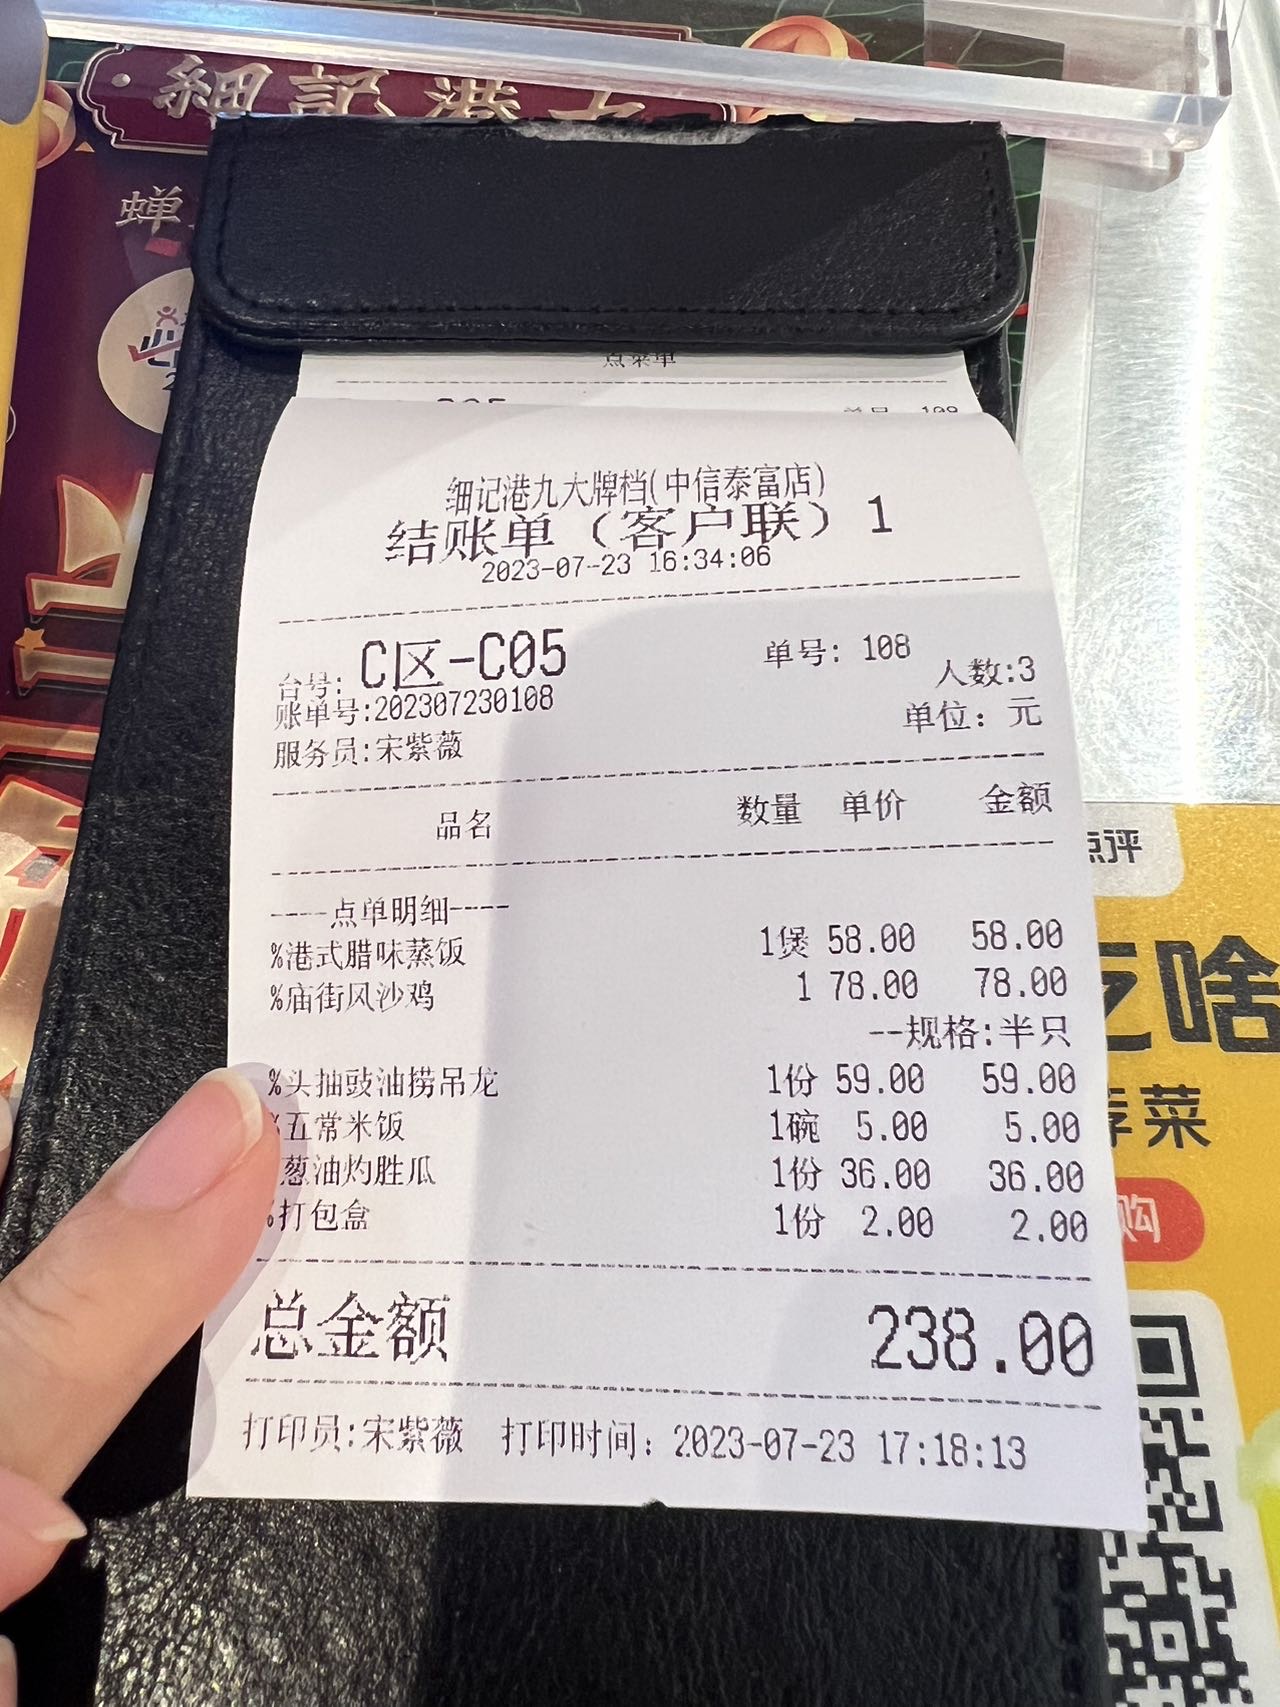 細記港九
蝉
点菜单
细记港九大牌档(中信泰富店)
结账单（客户联）1
2023-07-23 16:34:06
台号: C区-C05 单号: 108
人数:3
账单号:202307230108
单位: 元
服务员:宋紫薇
品名 数量 单价 金额
----点单明细----
%港式腊味蒸饭 1煲 58.00 58.00
%庙街风沙鸡 1 78.00 78.00
--规格:半只
%头抽豉油捞吊龙 1份 59.00 59.00
%五常米饭 1碗 5.00 5.00
葱油灼胜瓜 1份 36.00 36.00
%打包盒 1份 2.00 2.00
总金额 238.00
打印员:宋紫薇 打印时间: 2023-07-23 17:18:13
点评
吃啥
荐菜
购